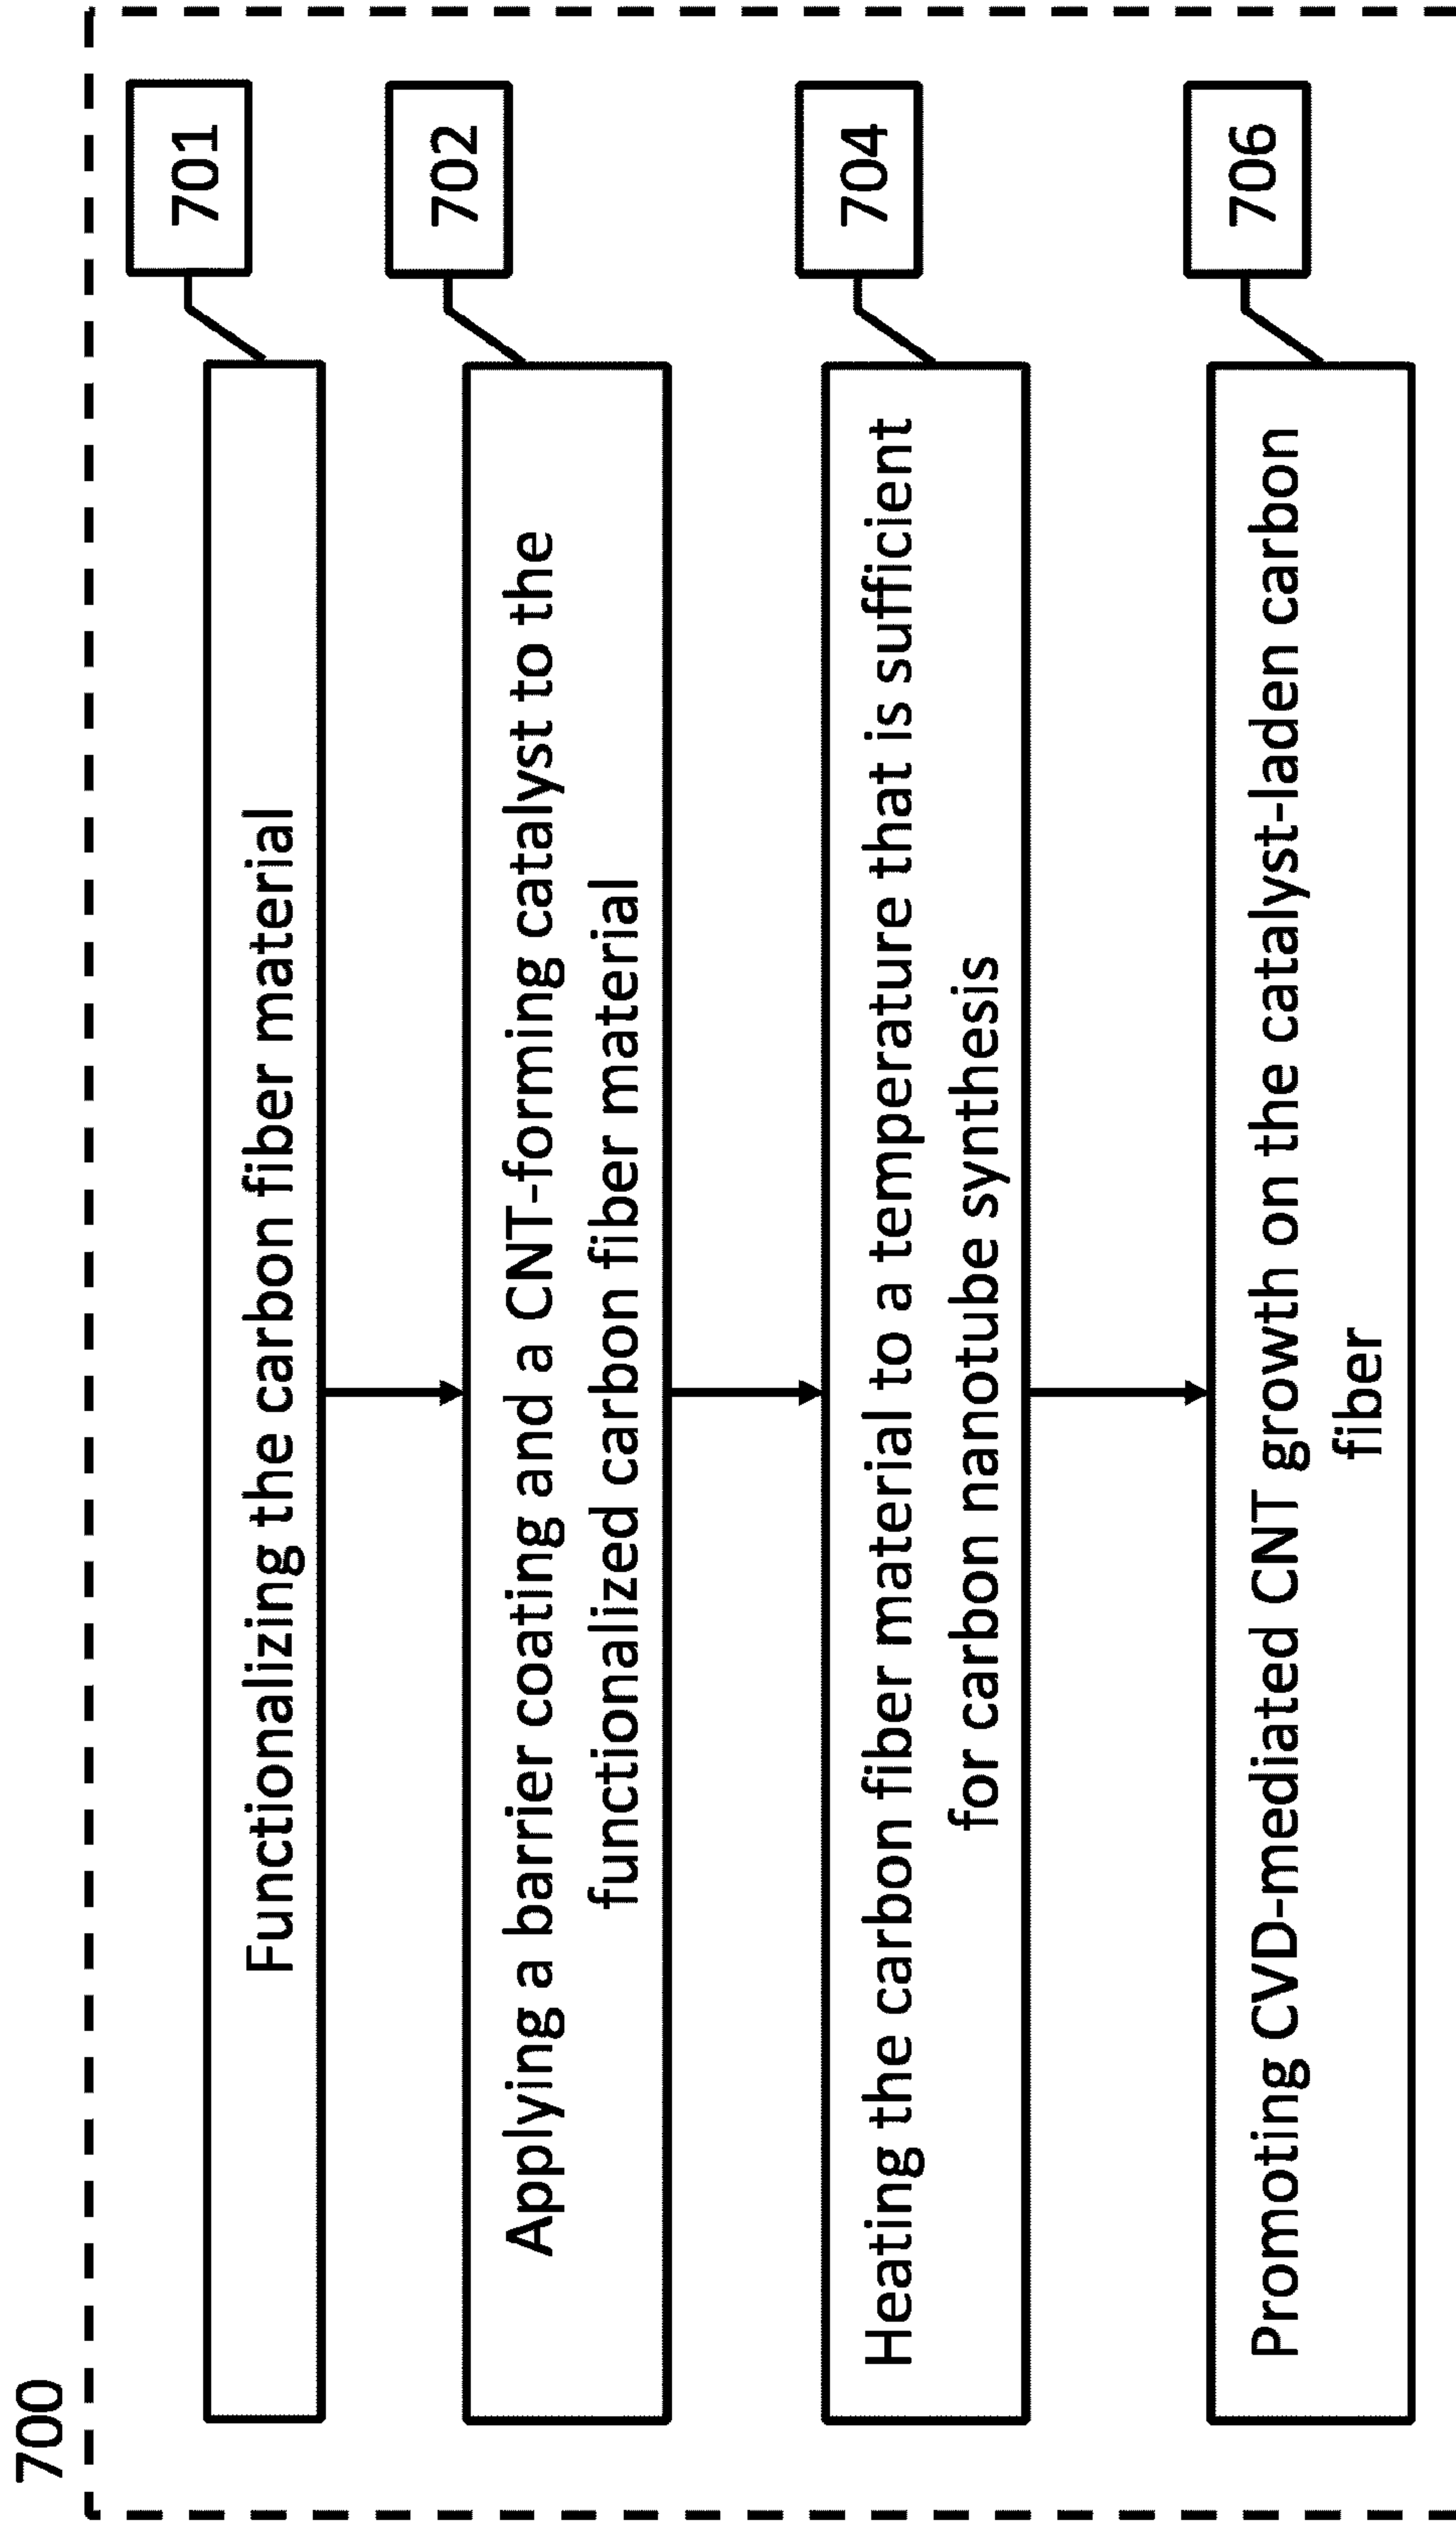 700
Functionalizing the carbon fiber material
701
Applying a barrier coating and a CNT-forming catalyst to the
functionalized carbon fiber material
702
Heating the carbon fiber material to a temperature that is sufficient
for carbon nanotube synthesis
704
Promoting CVD-mediated CNT growth on the catalyst-laden carbon
fiber
706